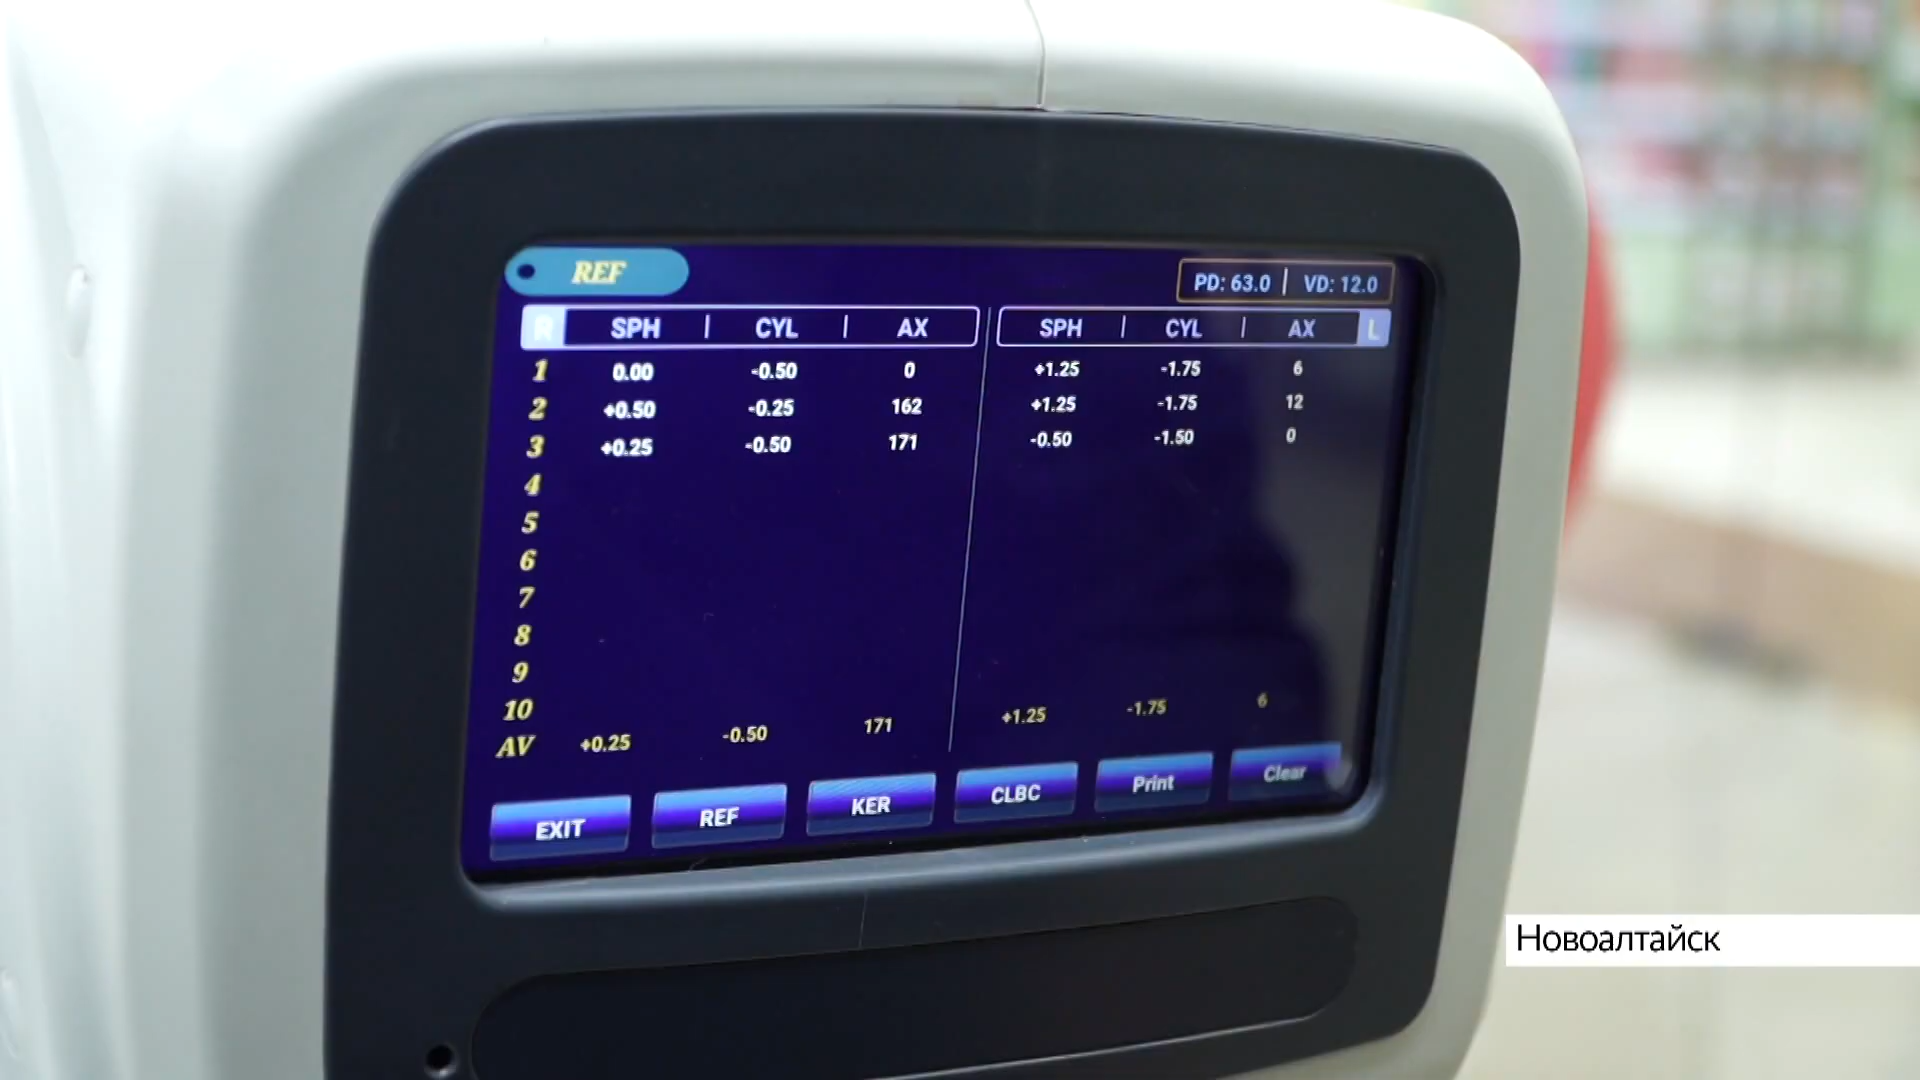 REF
PD: 63.0 | VD: 12.0
R SPH | CYL | AX SPH | CYL | AX L
1 0.00 -0.50 0 +1.25 -1.75 6
2 +0.50 -0.25 162 +1.25 -1.75 12
3 +0.25 -0.50 171 -0.50 -1.50 0
4
5
6
7
8
9
10
AV +0.25 -0.50 171 +1.25 -1.75 6
EXIT REF KER CLBC Print Clear
Новоалтайск